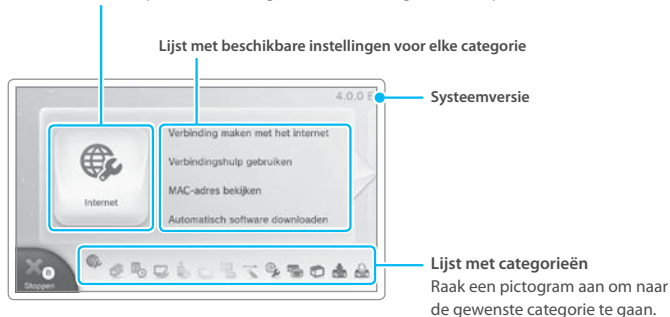 Lijst met beschikbare instellingen voor elke categorie
4.0.0 E
Systeemversie
Verbinding maken met het internet
Verbindingshulp gebruiken
MAC-adres bekijken
Automatisch software downloaden
Internet
Stoppen
Lijst met categorieën
Raak een pictogram aan om naar
de gewenste categorie te gaan.